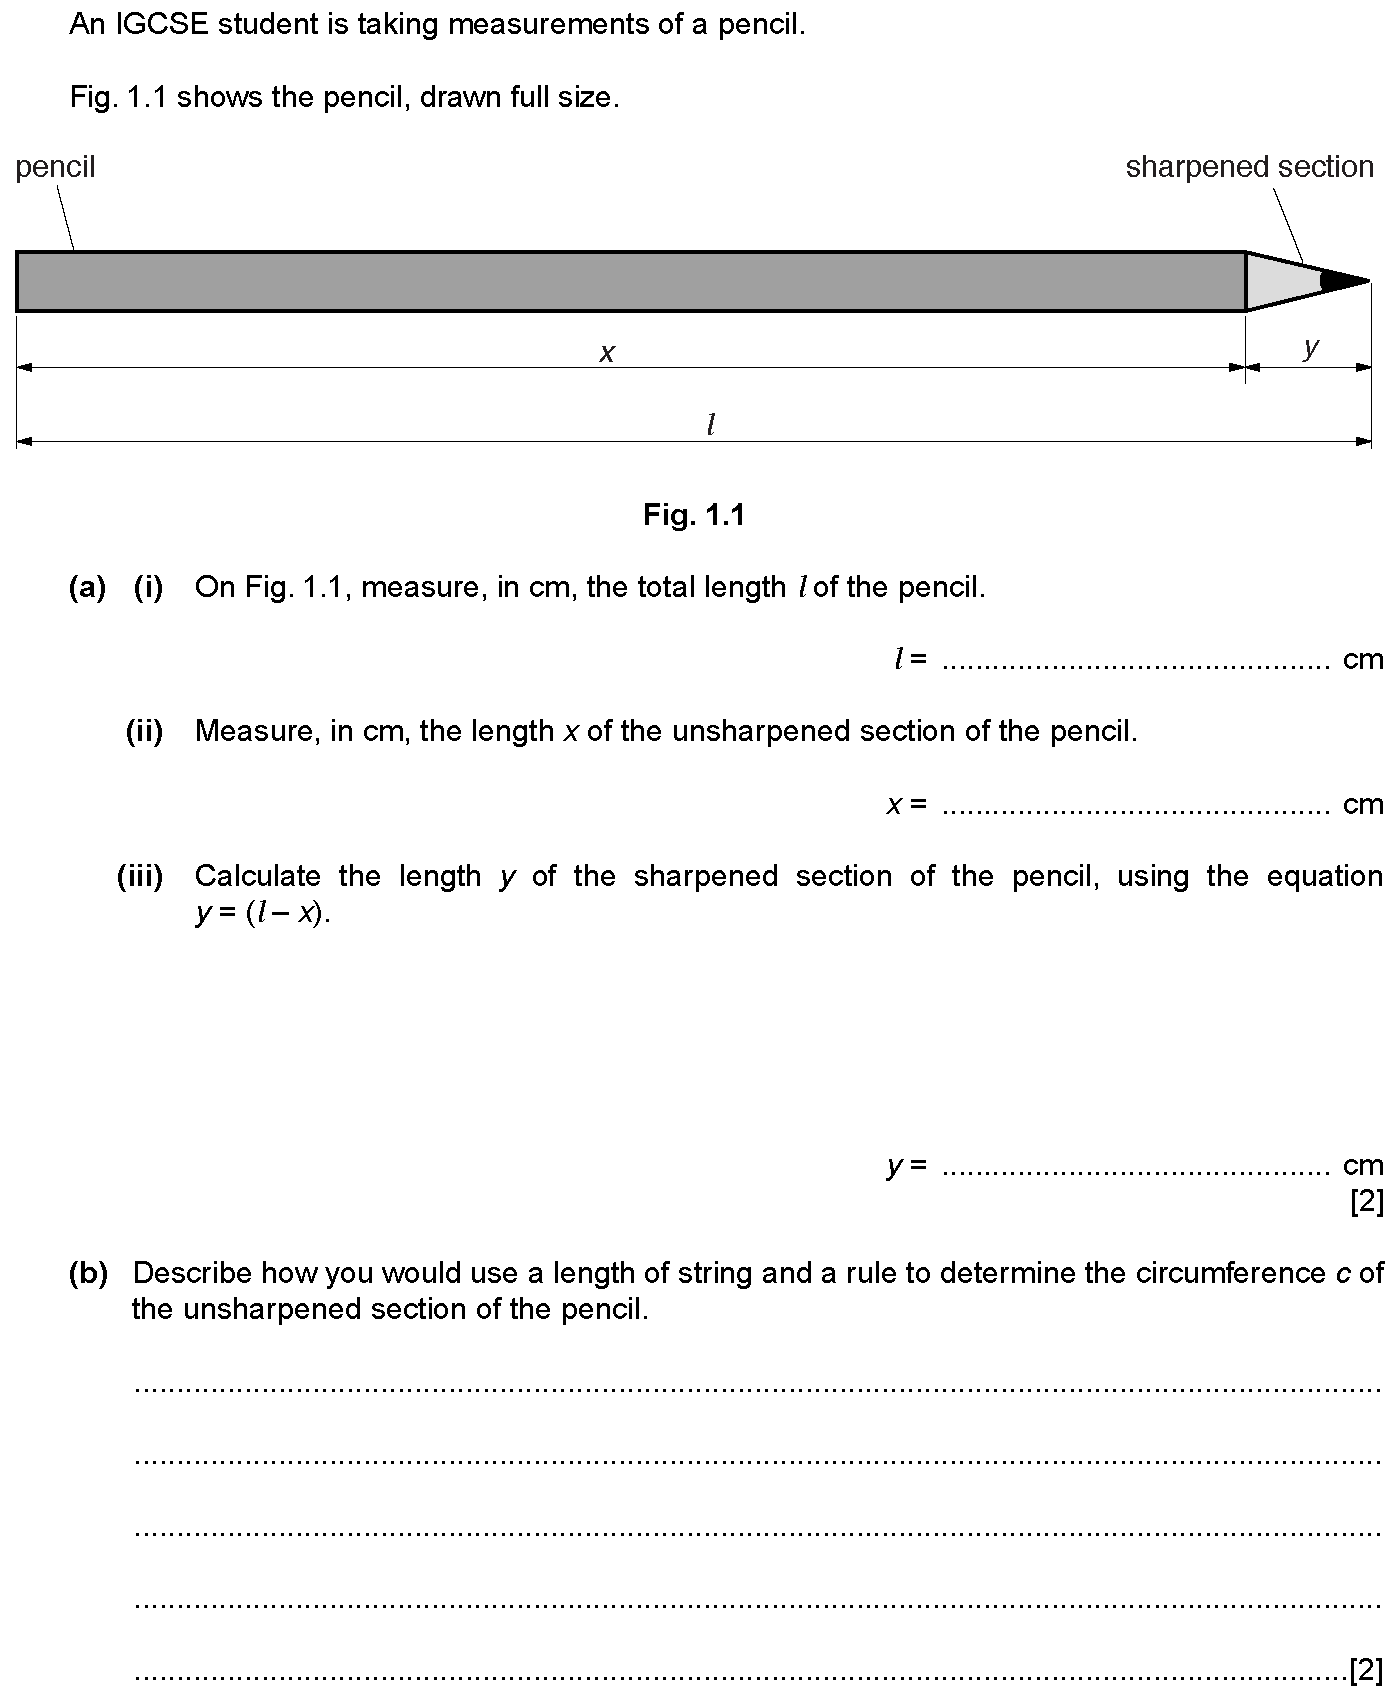 An IGCSE student is taking measurements of a pencil.
Fig. 1.1 shows the pencil, drawn full size.
pencil
sharpened section
x
y
l
Fig. 1.1
(a) (i) On Fig. 1.1, measure, in cm, the total length l of the pencil.
l = ............................................... cm
(ii) Measure, in cm, the length x of the unsharpened section of the pencil.
x = ............................................... cm
(iii) Calculate the length y of the sharpened section of the pencil, using the equation
y = (l – x).
y = ............................................... cm
[2]
(b) Describe how you would use a length of string and a rule to determine the circumference c of
the unsharpened section of the pencil.
...................................................................................................................................................
...................................................................................................................................................
...................................................................................................................................................
...................................................................................................................................................
...............................................................................................................................................[2]